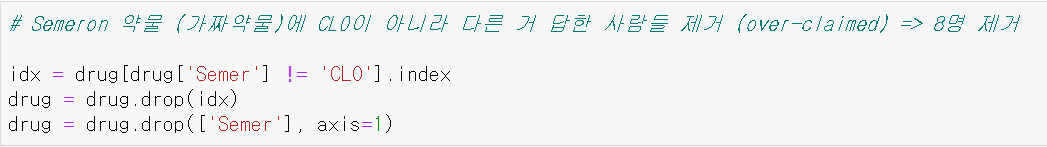 # Semeron 약물 (가짜약물)에 CL0이 아니라 다른 거 답한 사람들 제거 (over-claimed) => 8명 제거
idx = drug[drug['Semer'] != 'CL0'].index
drug = drug.drop(idx)
drug = drug.drop(['Semer'], axis=1)